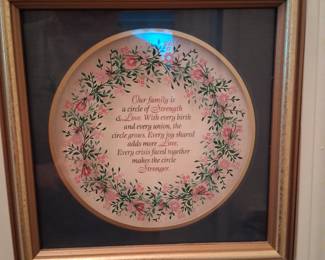 Our family is
a circle of Strength
& Love. With every birth
and every union, the
circle grows. Every joy shared
adds more Love.
Every crisis faced together
makes the circle
Stronger.